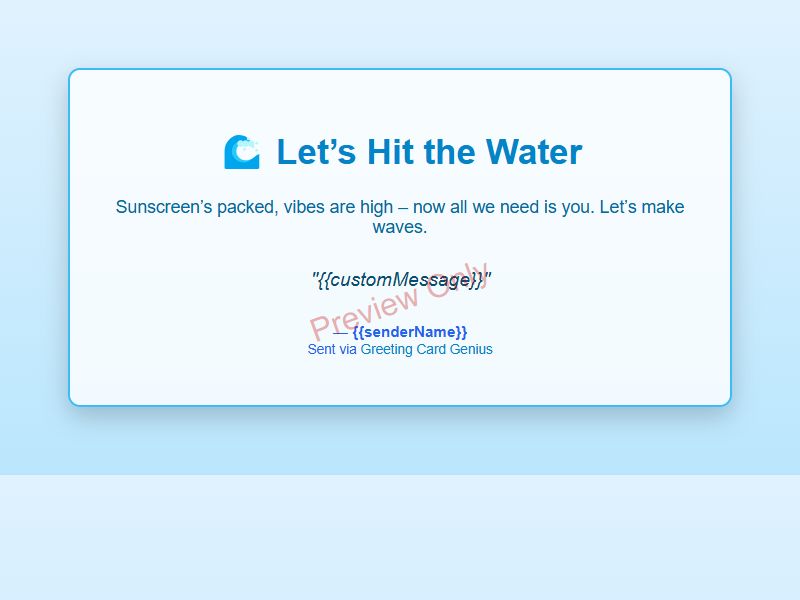 🌊 Let’s Hit the Water
Sunscreen’s packed, vibes are high – now all we need is you. Let’s make
waves.
"{{customMessage}}"
Preview Only
— {{senderName}}
Sent via Greeting Card Genius